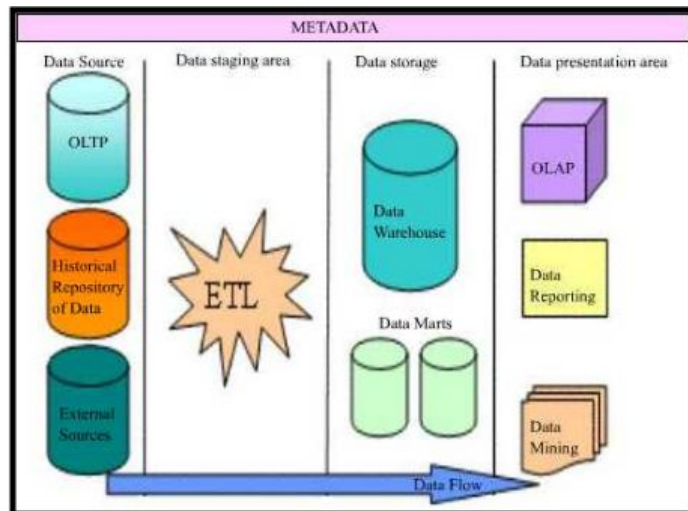 METADATA
Data Source
Data staging area
Data storage
Data presentation area
OLTP
Historical
Repository
of Data
External
Sources
ETL
Data
Warehouse
Data Marts
OLAP
Data
Reporting
Data
Mining
Data Flow